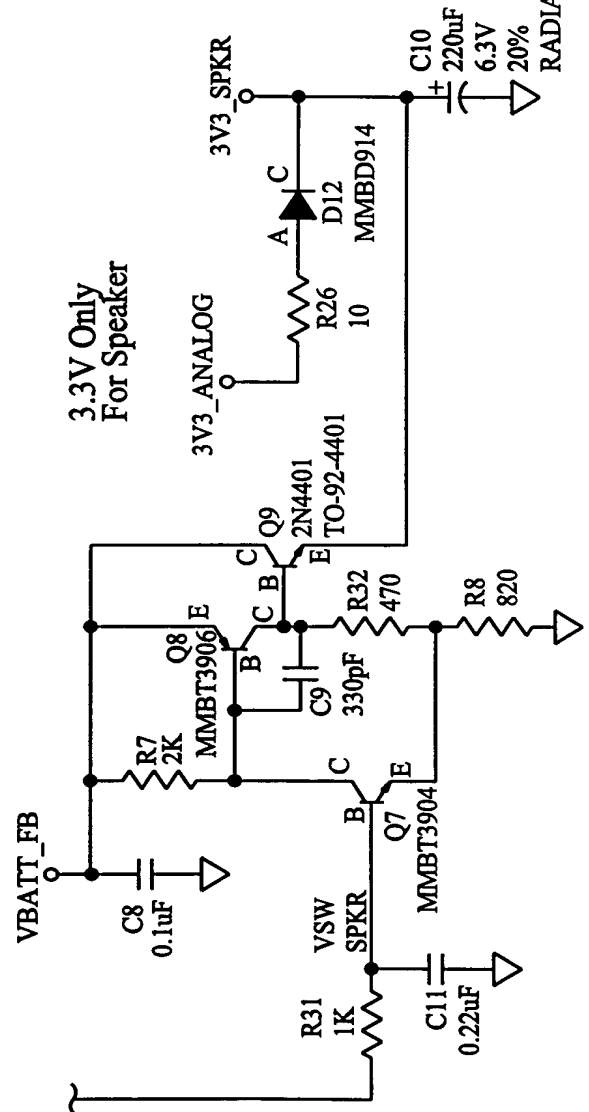 3.3V Only
For Speaker
VBATT_FB
C8
0.1uF
R7
2K
Q8
MMBT3906
E
B
C
C9
330pF
C
B
E
Q9
2N4401
TO-92-4401
R32
470
R8
820
C
B
E
Q7
MMBT3904
VSW
SPKR
R31
1K
C11
0.22uF
3V3_ANALOG
R26
10
A
C
D12
MMBD914
3V3_SPKR
+
C10
220uF
6.3V
20%